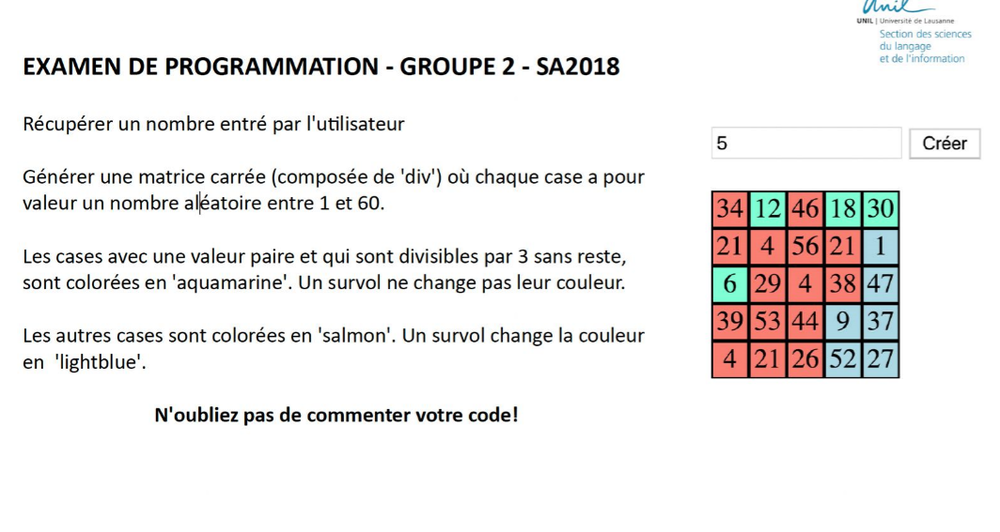 Unil
UNIL | Université de Lausanne
Section des sciences
du langage
et de l'information
EXAMEN DE PROGRAMMATION - GROUPE 2 - SA2018
Récupérer un nombre entré par l'utilisateur
Générer une matrice carrée (composée de 'div') où chaque case a pour
valeur un nombre aléatoire entre 1 et 60.
Les cases avec une valeur paire et qui sont divisibles par 3 sans reste,
sont colorées en 'aquamarine'. Un survol ne change pas leur couleur.
Les autres cases sont colorées en 'salmon'. Un survol change la couleur
en 'lightblue'.
N'oubliez pas de commenter votre code!
5 Créer
34 12 46 18 30
21 4 56 21 1
6 29 4 38 47
39 53 44 9 37
4 21 26 52 27